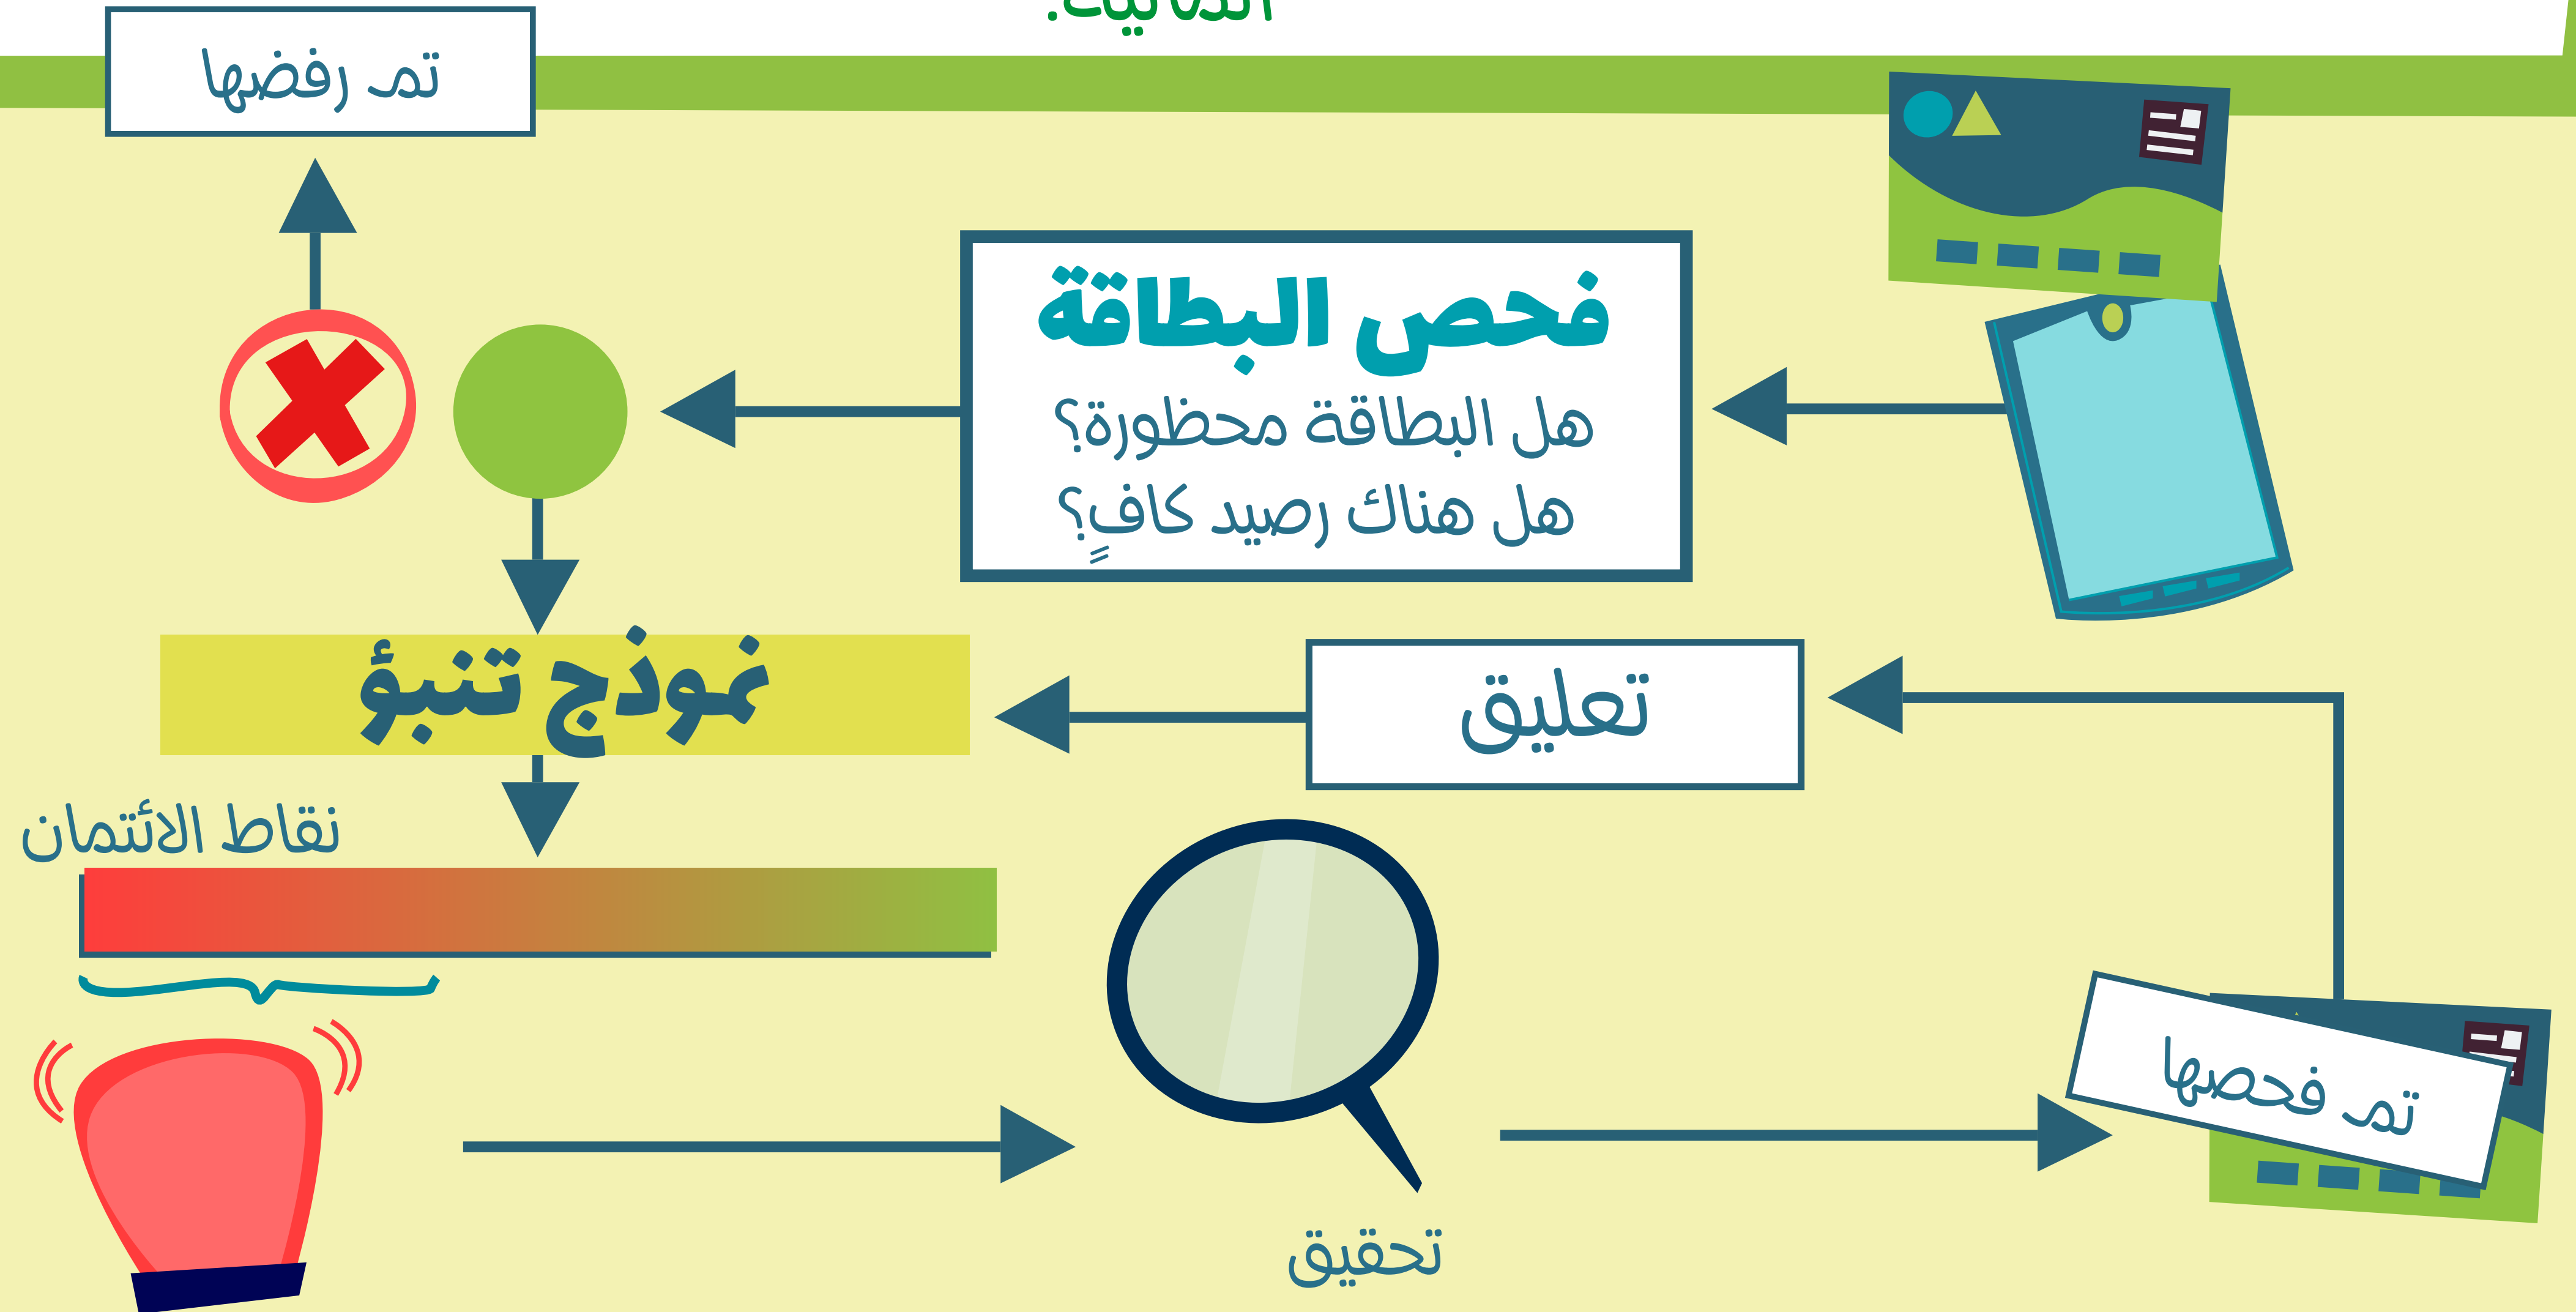 تم رفضها
فحص البطاقة
هل البطاقة محظورة؟
هل هناك رصيد كافٍ؟
نموذج تنبؤ
تعليق
نقاط الائتمان
تم فحصها
تحقيق